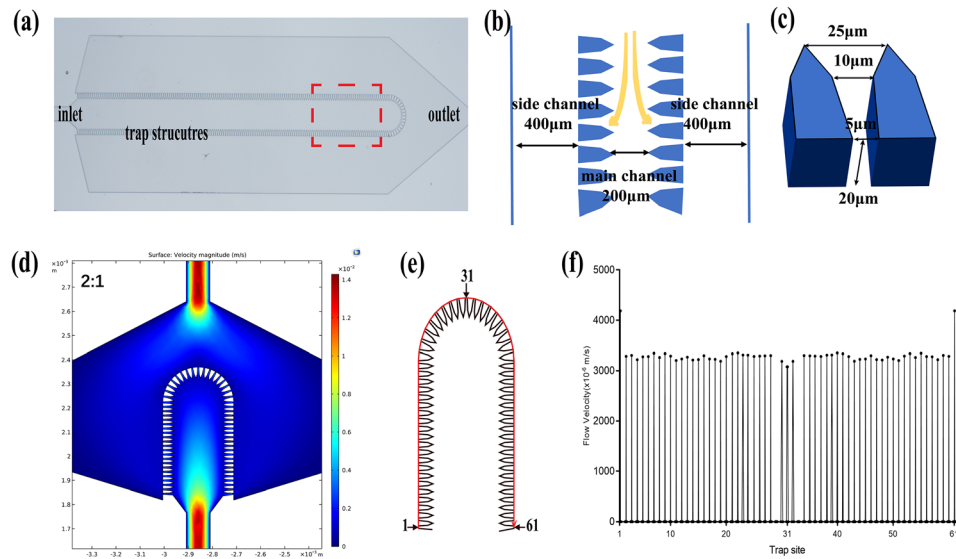 (a)
inlet
trap strucutres
outlet
(b)
side channel
400μm
side channel
400μm
main channel
200μm
(c)
25μm
10μm
5μm
20μm
(d)
Surface: Velocity magnitude (m/s)
×10⁻³
m
2:1
2.8
2.7
2.6
2.5
2.4
2.3
2.2
2.1
2
1.9
1.8
1.7
-3.3
-3.2
-3.1
-3
-2.9
-2.8
-2.7
-2.6
-2.5
×10⁻³ m
×10⁻²
1.4
1.2
1
0.8
0.6
0.4
0.2
0
(e)
31
1
61
(f)
5000
4000
3000
2000
1000
0
Flow Velocity(×10⁻⁶ m/s)
1
10
20
31
40
50
Trap site